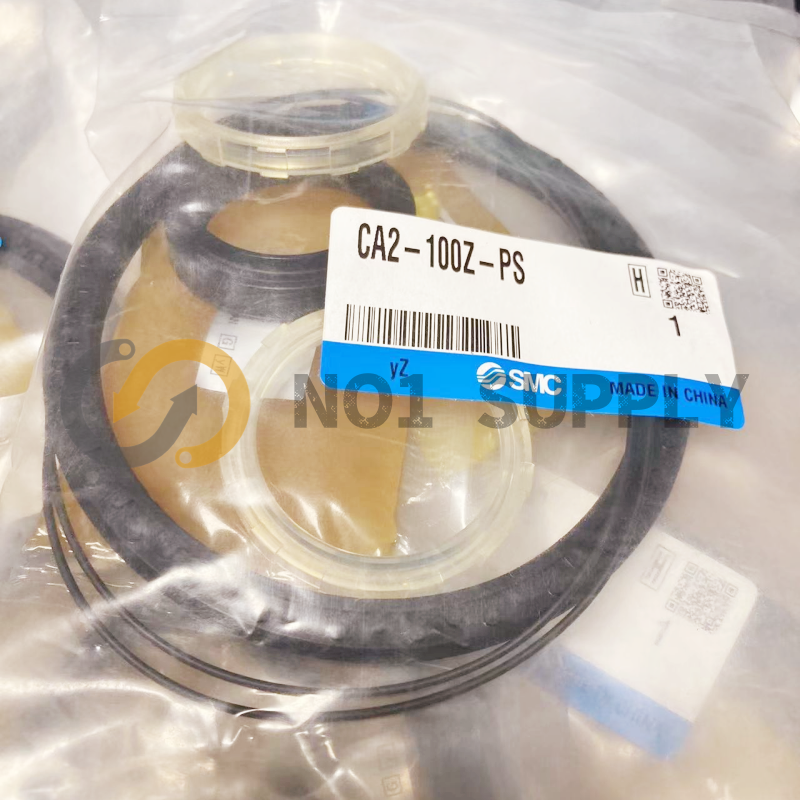 CA2-100Z-PS
H
1
yZ
SMC
MADE IN CHINA
NO1 SUPPLY
H
1